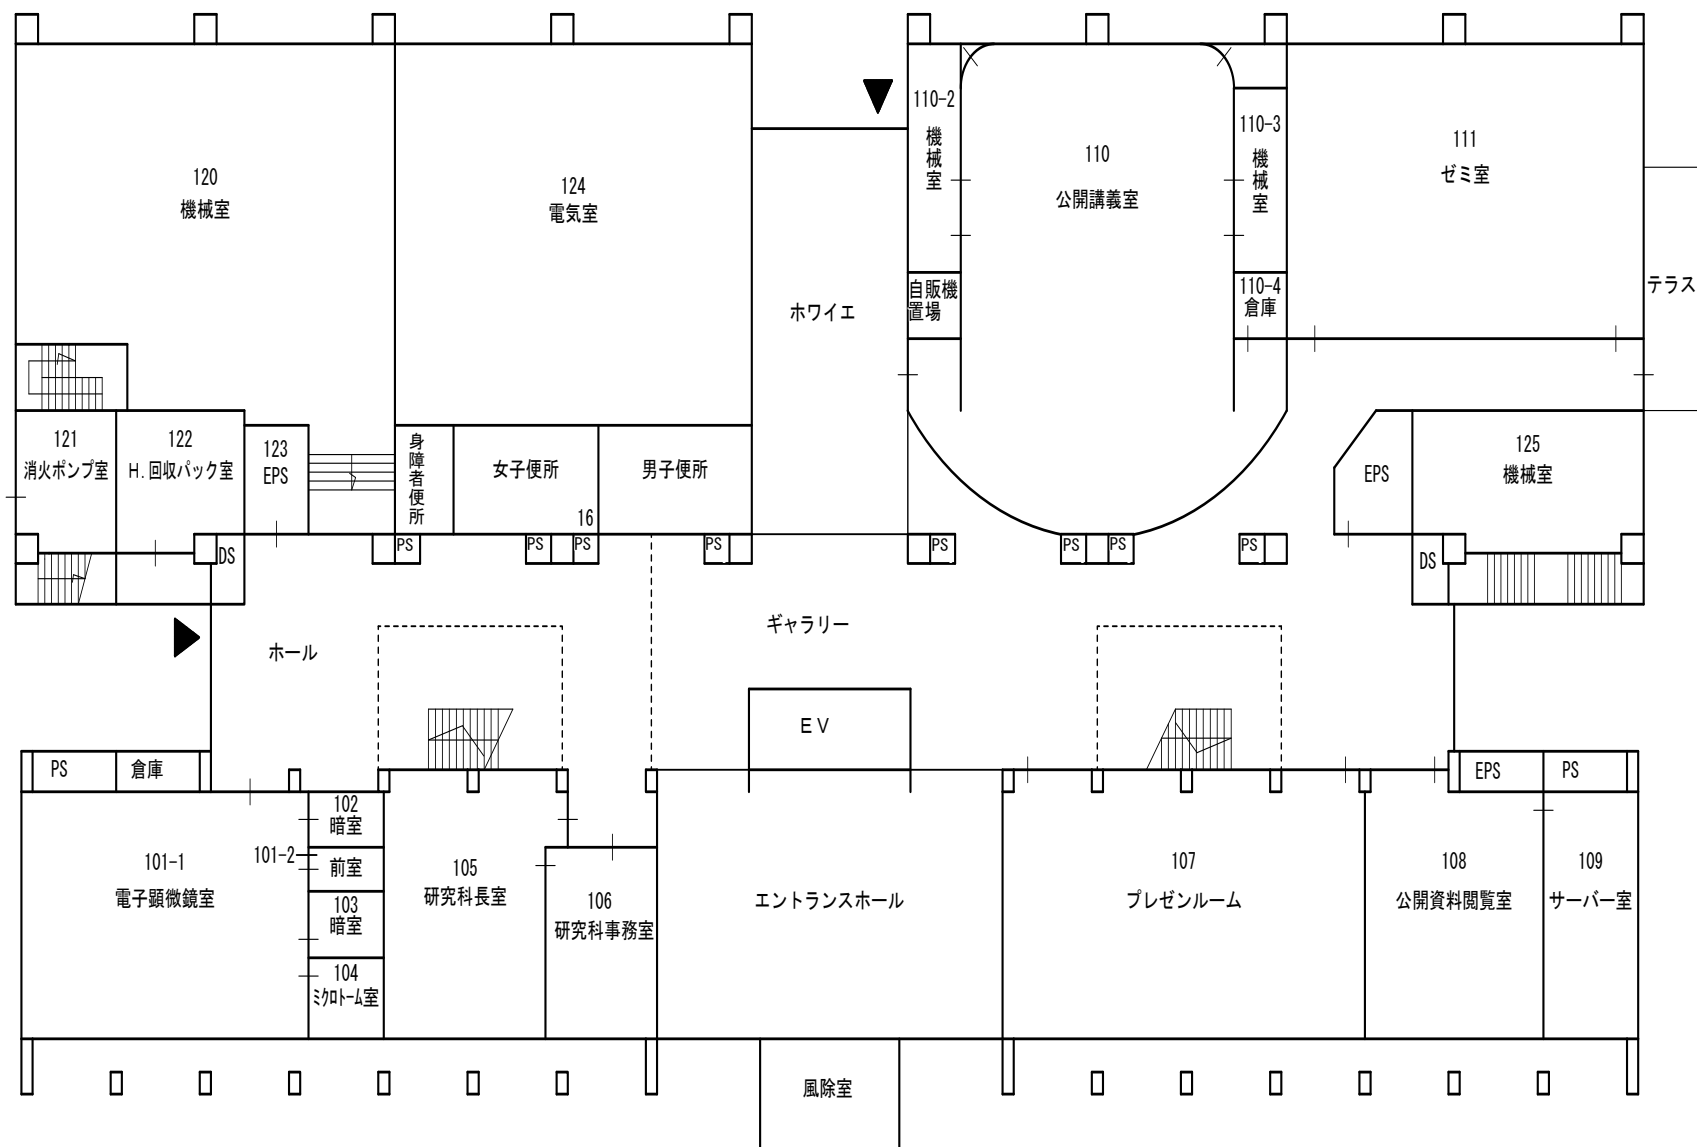 110-2
機械室
110
公開講義室
110-3
機械室
111
ゼミ室
120
機械室
124
電気室
自販機
置場
110-4
倉庫
テラス
ホワイエ
121
消火ポンプ室
122
H.回収パック室
123
EPS
身障者便所
女子便所
16
男子便所
EPS
125
機械室
DS
PS
PS
PS
PS
PS
PS
PS
PS
DS
ホール
ギャラリー
EV
PS
倉庫
EPS
PS
101-1
電子顕微鏡室
101-2
102
暗室
前室
103
暗室
104
ミクロトーム室
105
研究科長室
106
研究科事務室
エントランスホール
107
プレゼンルーム
108
公開資料閲覧室
109
サーバー室
風除室